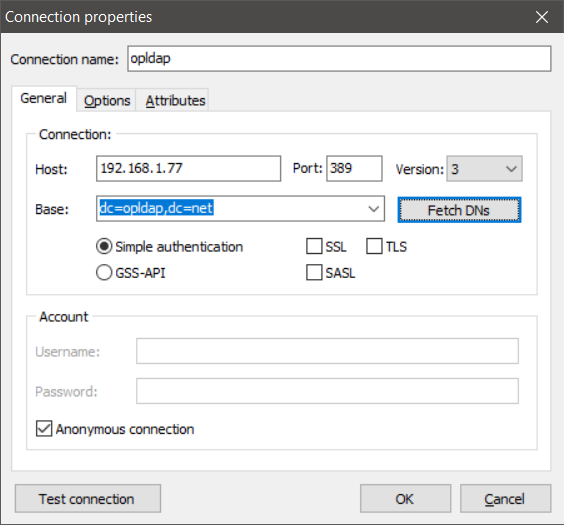 Connection properties
Connection name: opldap
General Options Attributes
Connection:
Host: 192.168.1.77 Port: 389 Version: 3
Base: dc=opldap,dc=net Fetch DNs
Simple authentication SSL TLS
GSS-API SASL
Account
Username:
Password:
Anonymous connection
Test connection OK Cancel